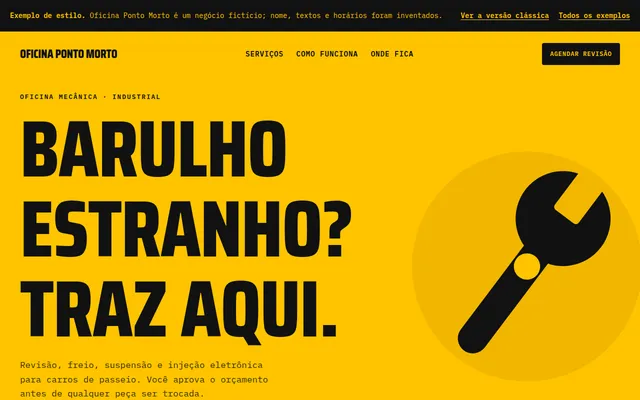 Exemplo de estilo. Oficina Ponto Morto é um negócio fictício; nome, textos e horários foram inventados. Ver a versão clássica Todos os exemplos
OFICINA PONTO MORTO SERVIÇOS COMO FUNCIONA ONDE FICA AGENDAR REVISÃO
OFICINA MECÂNICA · INDUSTRIAL
BARULHO
ESTRANHO?
TRAZ AQUI.
Revisão, freio, suspensão e injeção eletrônica
para carros de passeio. Você aprova o orçamento
antes de qualquer peça ser trocada.